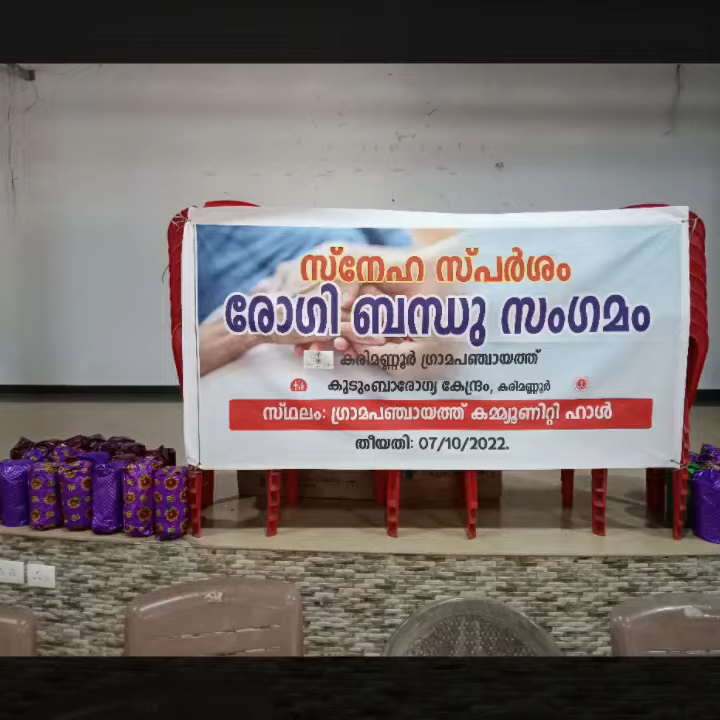 സ്നേഹ സ്പർശം
രോഗി ബന്ധു സംഗമം
കരിമണ്ണൂർ ഗ്രാമപഞ്ചായത്ത്
കുടുംബാരോഗ്യ കേന്ദ്രം, കരിമണ്ണൂർ
സ്ഥലം: ഗ്രാമപഞ്ചായത്ത് കമ്മ്യൂണിറ്റി ഹാൾ
തീയതി: 07/10/2022.